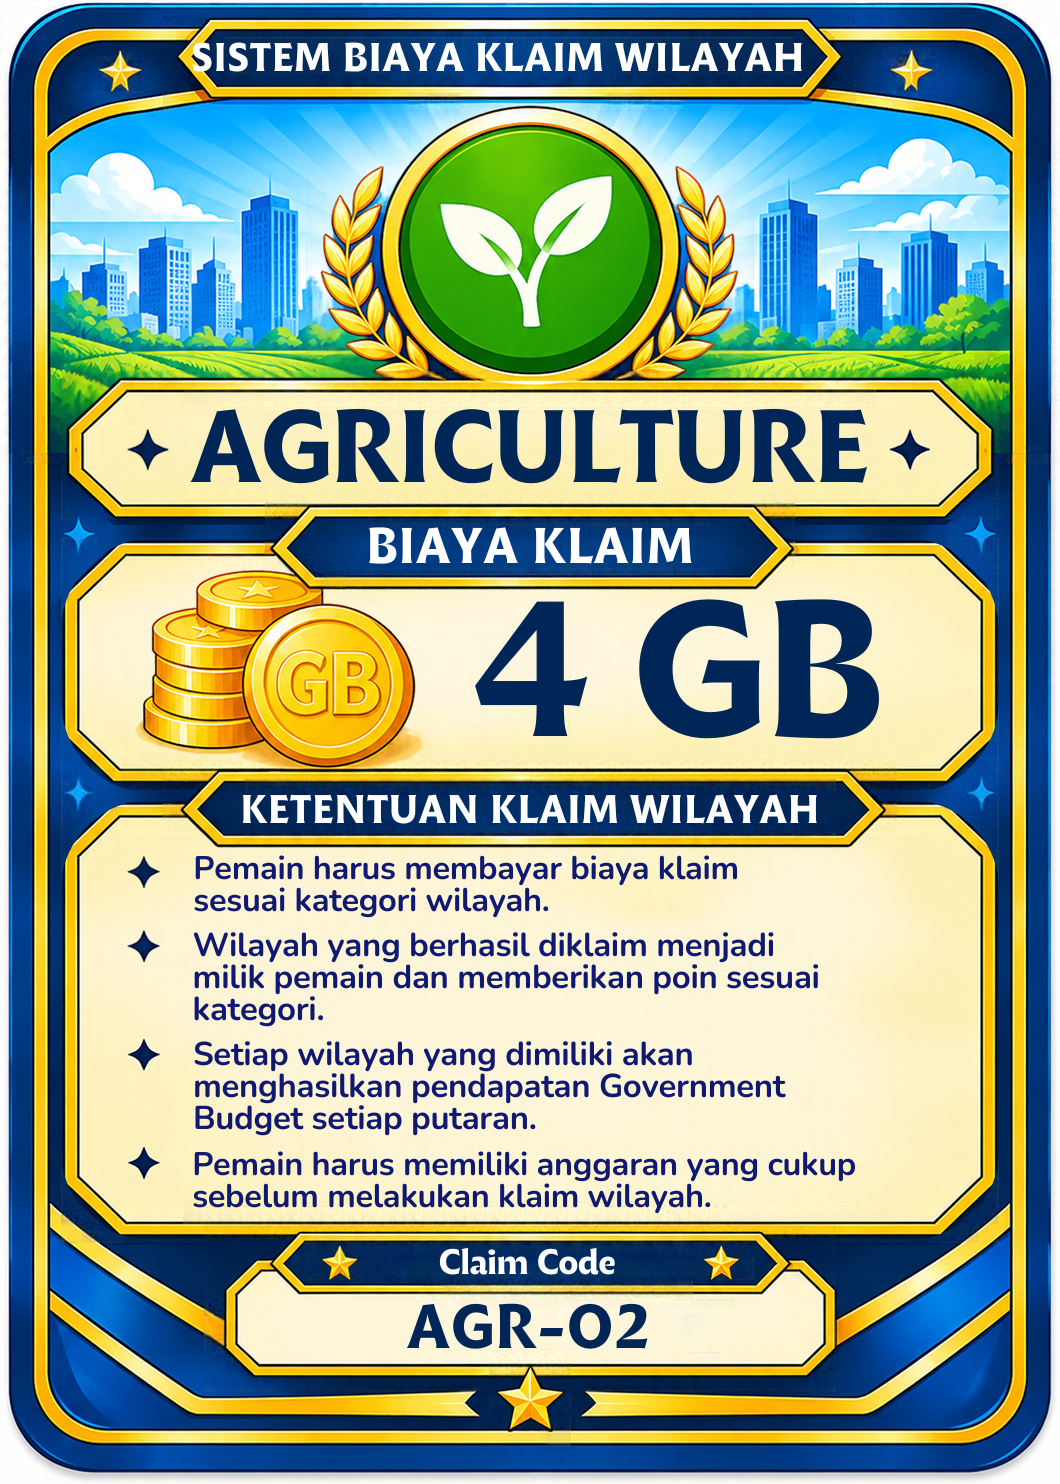 SISTEM BIAYA KLAIM WILAYAH
AGRICULTURE
BIAYA KLAIM
GB
4 GB
KETENTUAN KLAIM WILAYAH
Pemain harus membayar biaya klaim
sesuai kategori wilayah.
Wilayah yang berhasil diklaim menjadi
milik pemain dan memberikan poin sesuai
kategori.
Setiap wilayah yang dimiliki akan
menghasilkan pendapatan Government
Budget setiap putaran.
Pemain harus memiliki anggaran yang cukup
sebelum melakukan klaim wilayah.
Claim Code
AGR-02